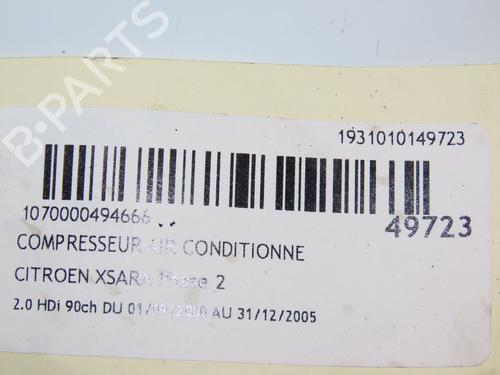 B-PARTS
1931010149723
1070000494666
49723
COMPRESSEUR AIR CONDITIONNE
CITROEN XSARA Phase 2
2.0 HDi 90ch DU 01/09/2000 AU 31/12/2005